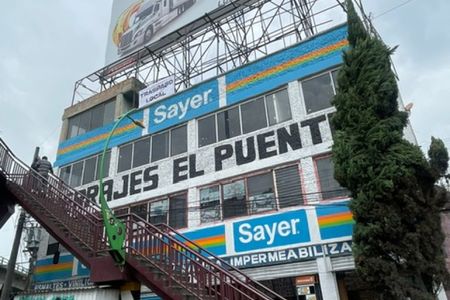 TRASPASO
LOCAL
Sayer
RAJES EL PUENT
Sayer
IMPERMEABILIZA